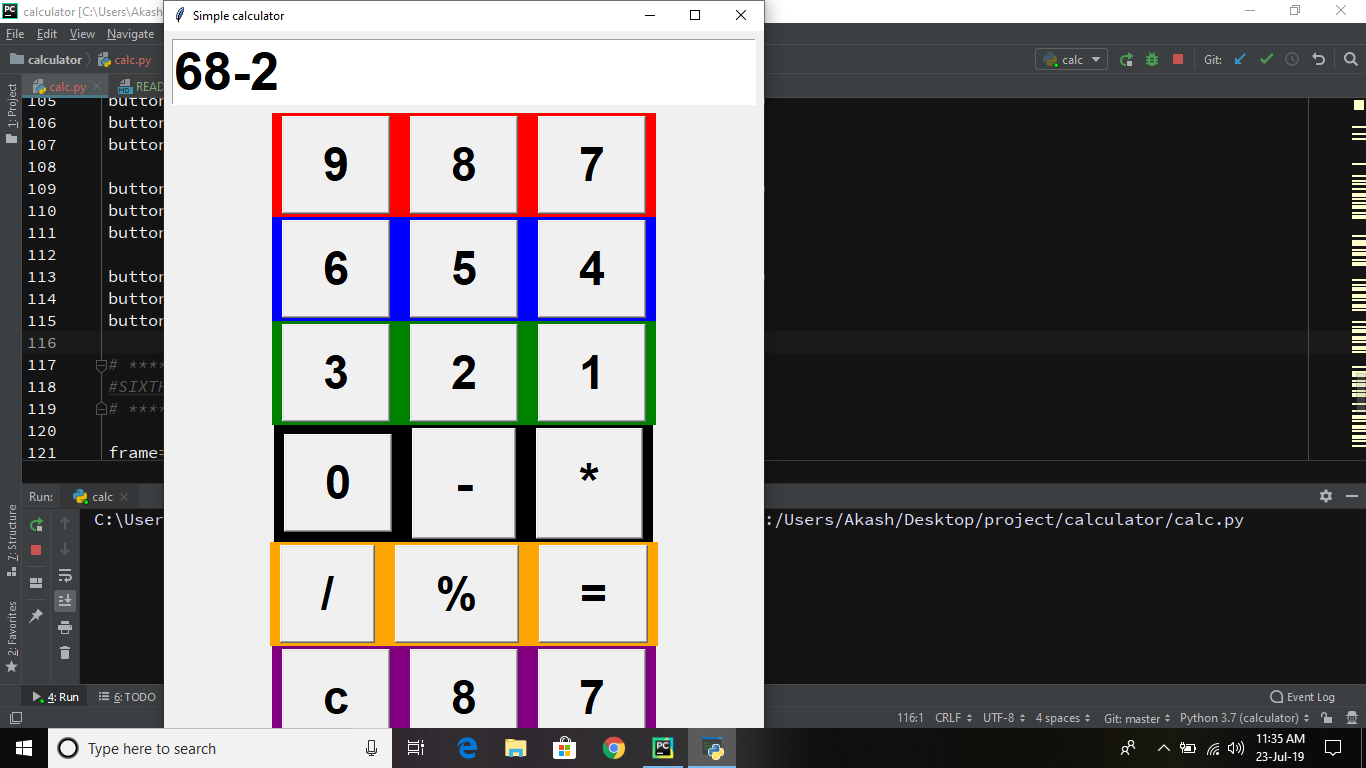 calculator [C:\Users\Akash
Simple calculator
File Edit View Navigate
68-2
calculator calc.py
calc
Git:
calc.py
1: Project
105 button
106 button
107 button
108
109 button
110 button
111 button
112
113 button
114 button
115 button
116
117 # ****
118 #SIXTH
119 # ****
120
121 frame=
9 8 7
6 5 4
3 2 1
0 - *
/ % =
c 8 7
Run: calc
C:\User
:/Users/Akash/Desktop/project/calculator/calc.py
7: Structure
2: Favorites
4: Run 6: TODO
Event Log
116:1 CRLF UTF-8 4 spaces Git: master Python 3.7 (calculator)
Type here to search
11:35 AM
23-Jul-19